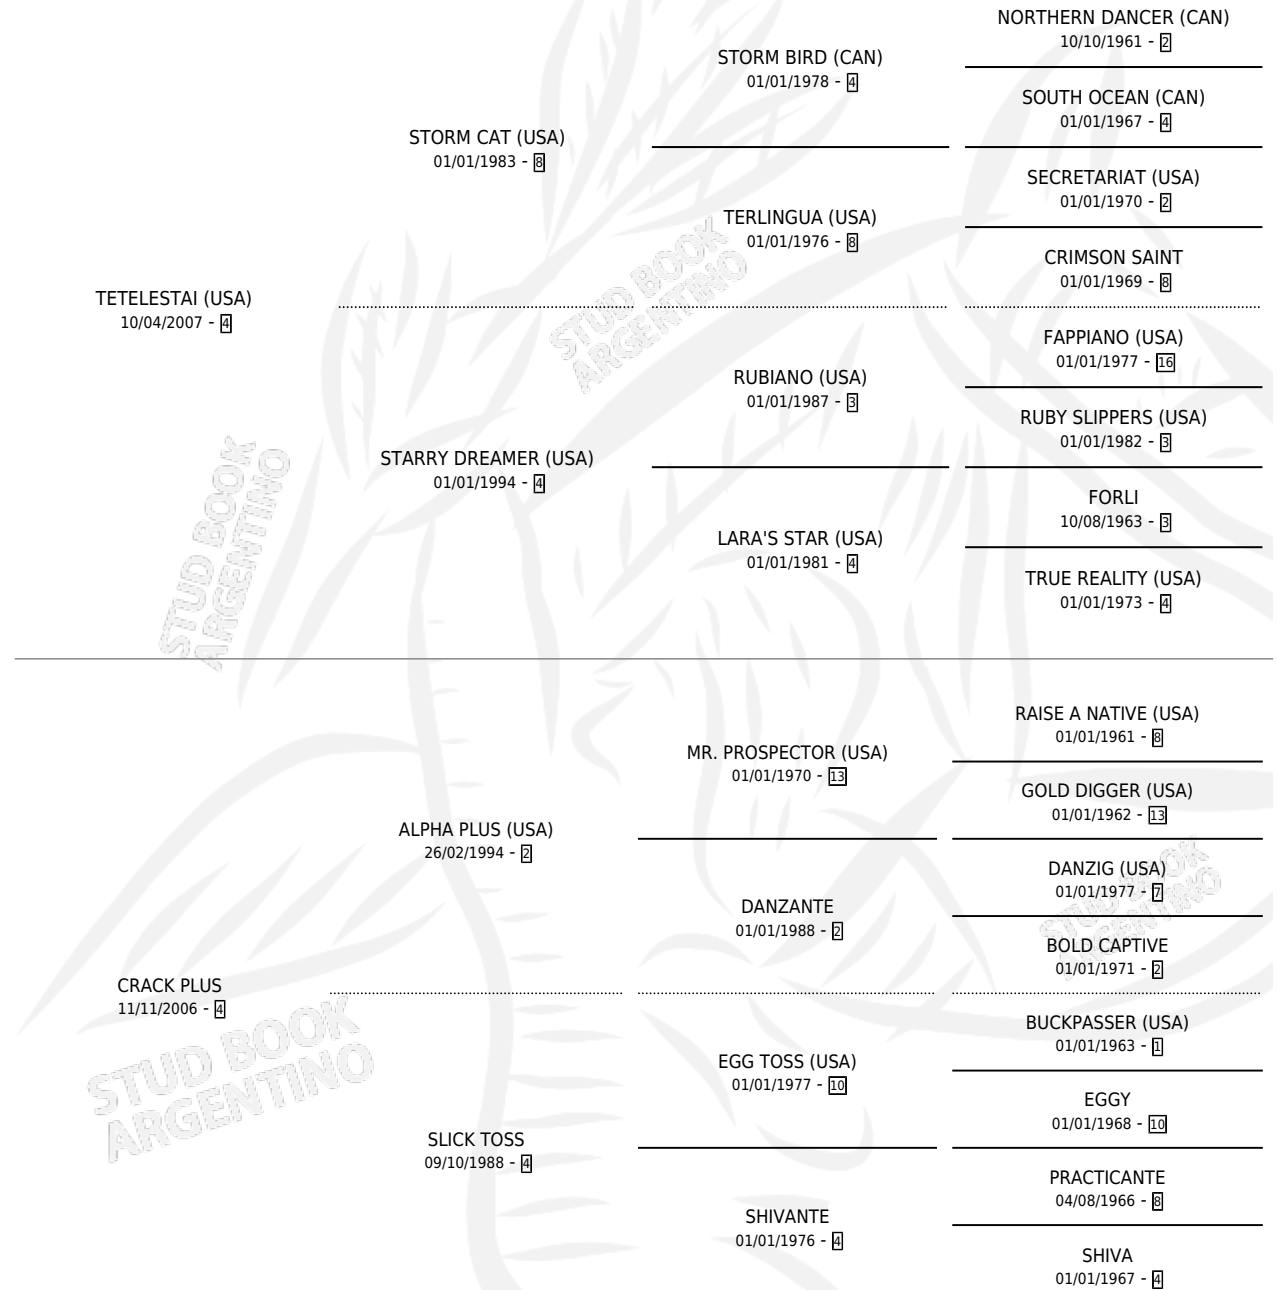 NORTHERN DANCER (CAN)
10/10/1961 - 2
STORM BIRD (CAN)
01/01/1978 - 4
SOUTH OCEAN (CAN)
01/01/1967 - 4
STORM CAT (USA)
01/01/1983 - 8
SECRETARIAT (USA)
01/01/1970 - 2
TERLINGUA (USA)
01/01/1976 - 8
CRIMSON SAINT
01/01/1969 - 8
TETELESTAI (USA)
10/04/2007 - 4
FAPPIANO (USA)
01/01/1977 - 16
RUBIANO (USA)
01/01/1987 - 3
RUBY SLIPPERS (USA)
01/01/1982 - 3
STARRY DREAMER (USA)
01/01/1994 - 4
FORLI
10/08/1963 - 3
LARA'S STAR (USA)
01/01/1981 - 4
TRUE REALITY (USA)
01/01/1973 - 4
RAISE A NATIVE (USA)
01/01/1961 - 8
MR. PROSPECTOR (USA)
01/01/1970 - 13
GOLD DIGGER (USA)
01/01/1962 - 13
ALPHA PLUS (USA)
26/02/1994 - 2
DANZIG (USA)
01/01/1977 - 7
DANZANTE
01/01/1988 - 2
BOLD CAPTIVE
01/01/1971 - 2
CRACK PLUS
11/11/2006 - 4
BUCKPASSER (USA)
01/01/1963 - 1
EGG TOSS (USA)
01/01/1977 - 10
EGGY
01/01/1968 - 10
SLICK TOSS
09/10/1988 - 4
PRACTICANTE
04/08/1966 - 8
SHIVANTE
01/01/1976 - 4
SHIVA
01/01/1967 - 4
STUD BOOK
ARGENTINO
STUD BOOK
ARGENTINO
STUD BOOK
ARGENTINO
STUD BOOK
ARGENTINO